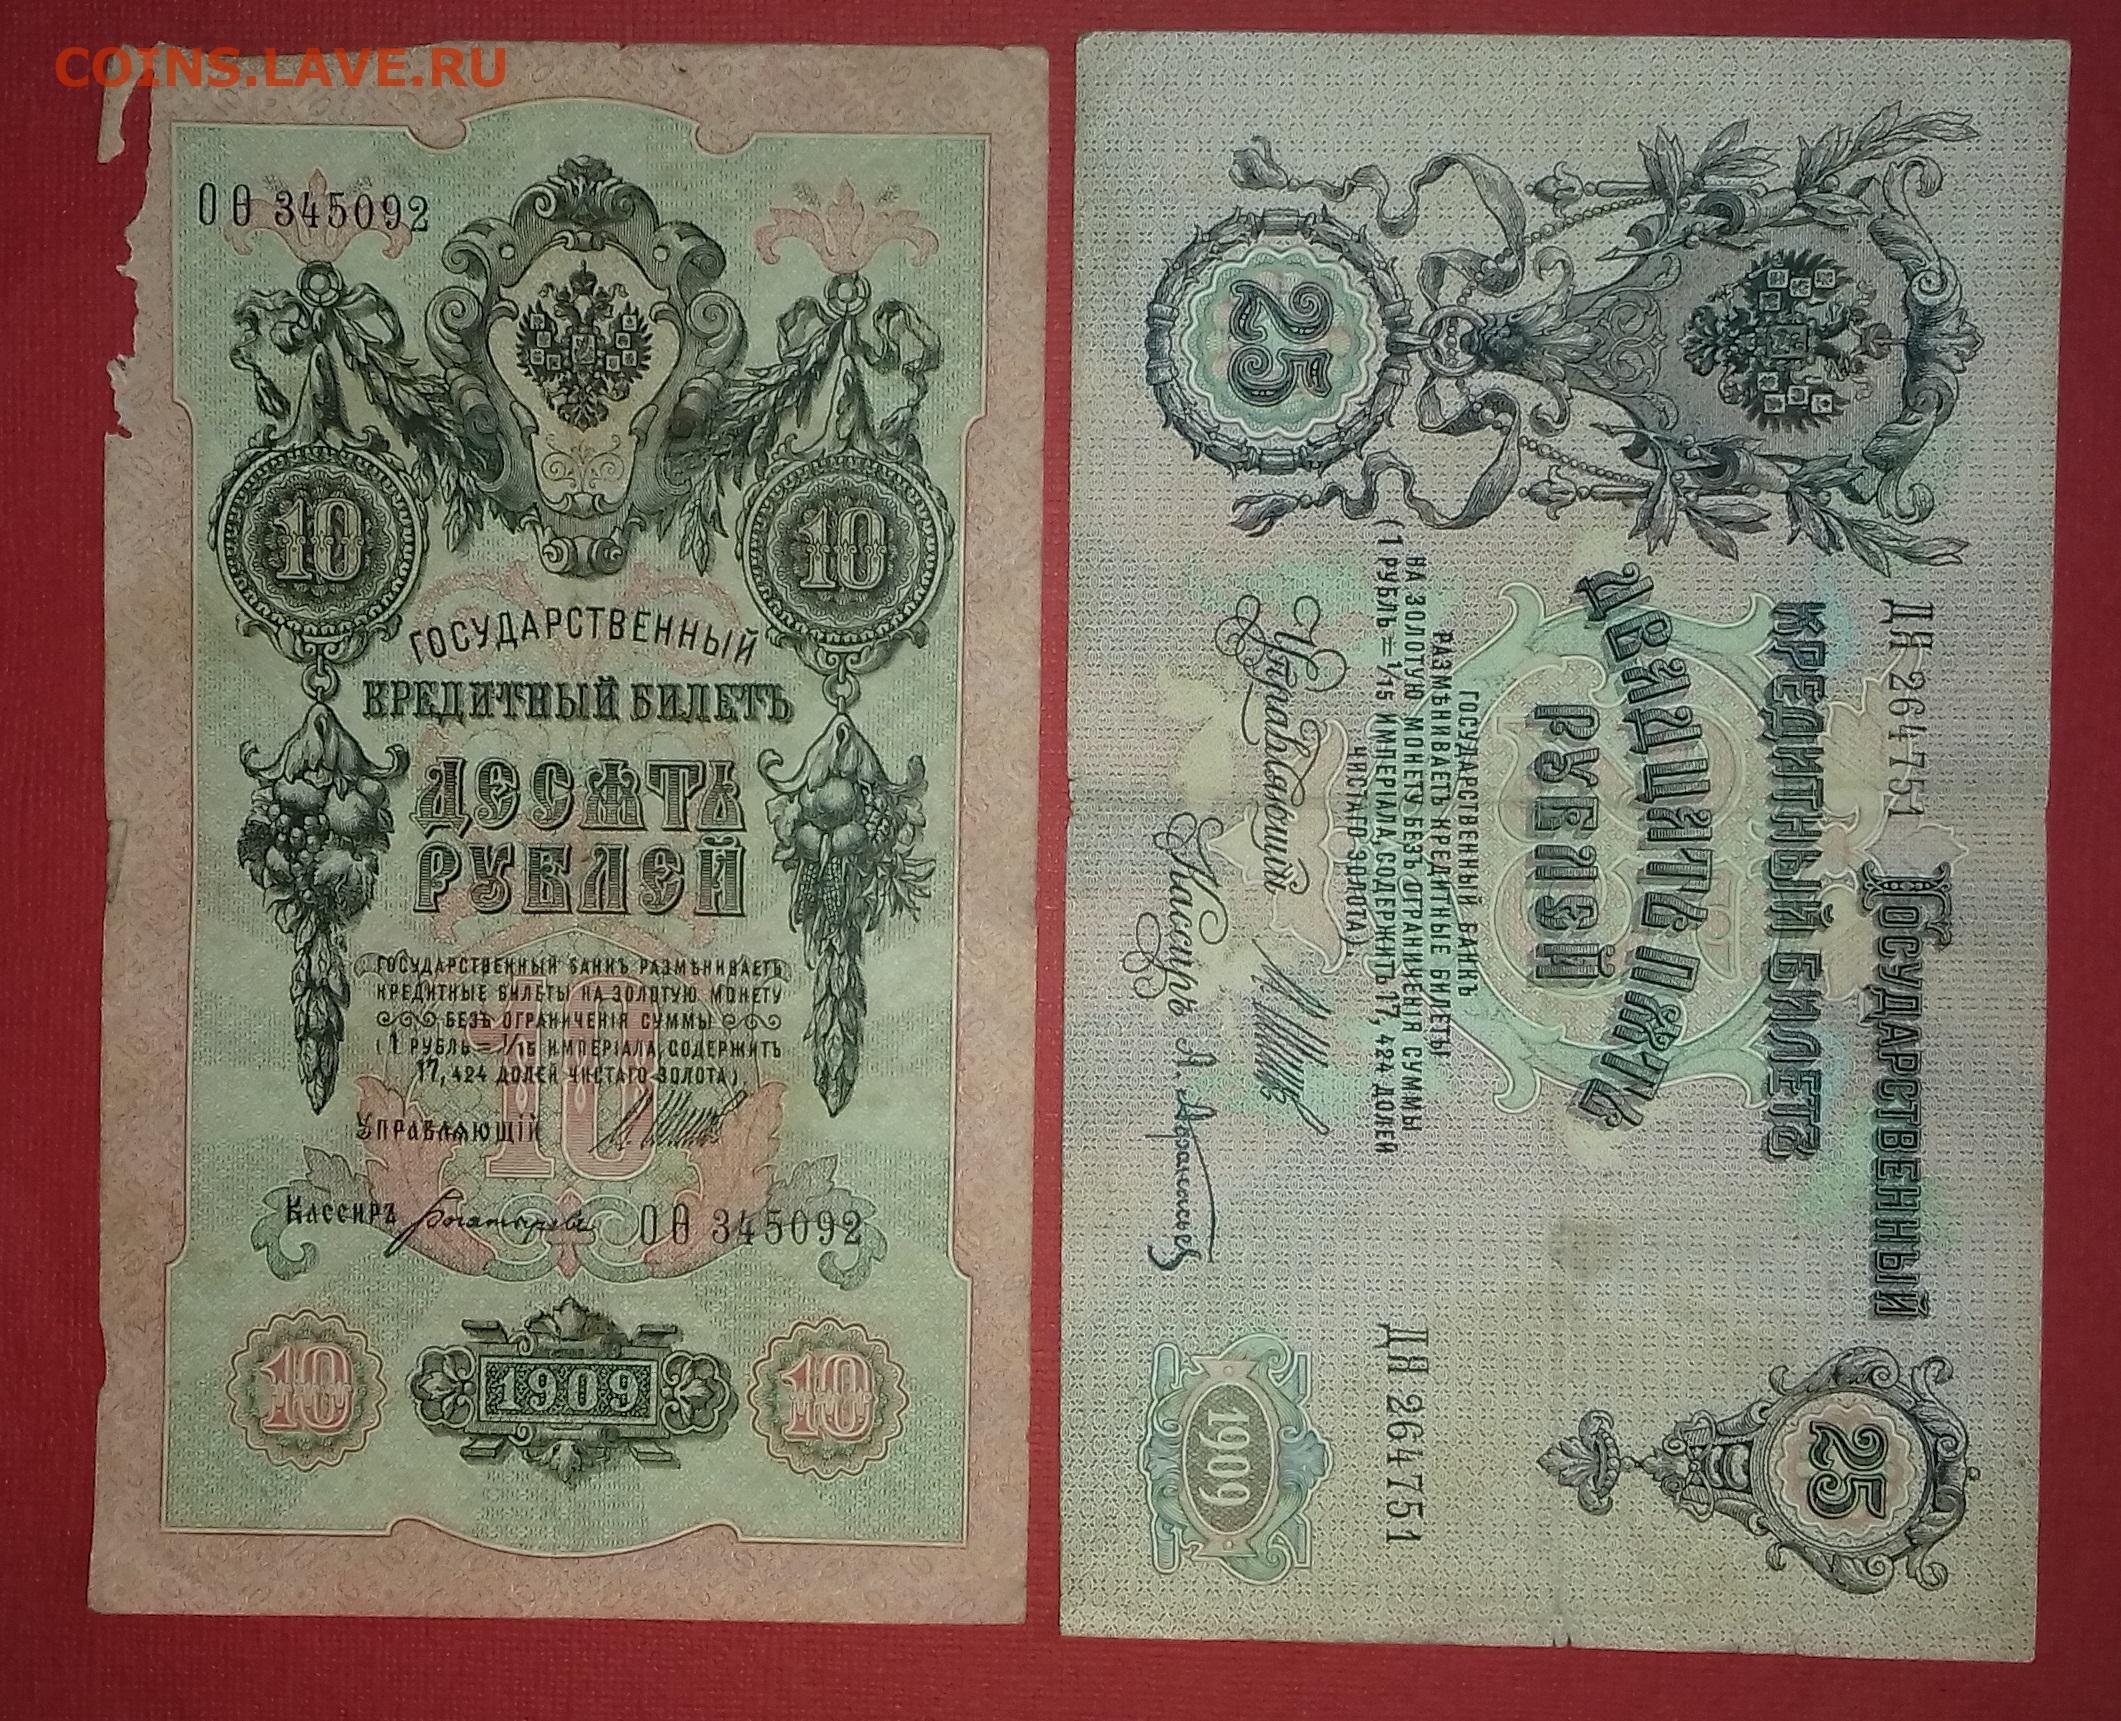 COINS.LAVE.RU
ОѲ 345092
10
10
ГОСУДАРСТВЕННЫЙ
КРЕДИТНЫЙ БИЛЕТЪ
ДЕСЯТЬ
РУБЛЕЙ
ГОСУДАРСТВЕННЫЙ БАНКЪ РАЗМѢНИВАЕТЪ
КРЕДИТНЫЕ БИЛЕТЫ НА ЗОЛОТУЮ МОНЕТУ
БЕЗЪ ОГРАНИЧЕНІЯ СУММЫ
(1 РУБЛЬ = 1/15 ИМПЕРІАЛА, СОДЕРЖИТЪ
17,424 ДОЛЕЙ ЧИСТАГО ЗОЛОТА).
10
УПРАВЛЯЮЩІЙ
КАССИРЪ
ОѲ 345092
10
1909
10
ГОСУДАРСТВЕННЫЙ
ДН 264751
КРЕДИТНЫЙ БИЛЕТЪ
ДВАДЦАТЬ ПЯТЬ
РУБЛЕЙ
25
ГОСУДАРСТВЕННЫЙ БАНКЪ
РАЗМѢНИВАЕТЪ КРЕДИТНЫЕ БИЛЕТЫ
НА ЗОЛОТУЮ МОНЕТУ БЕЗЪ ОГРАНИЧЕНІЯ СУММЫ
(1 РУБЛЬ = 1/15 ИМПЕРІАЛА, СОДЕРЖИТЪ 17,424 ДОЛЕЙ
ЧИСТАГО ЗОЛОТА).
ДН 264751
25
Управляющій
Кассиръ
1909